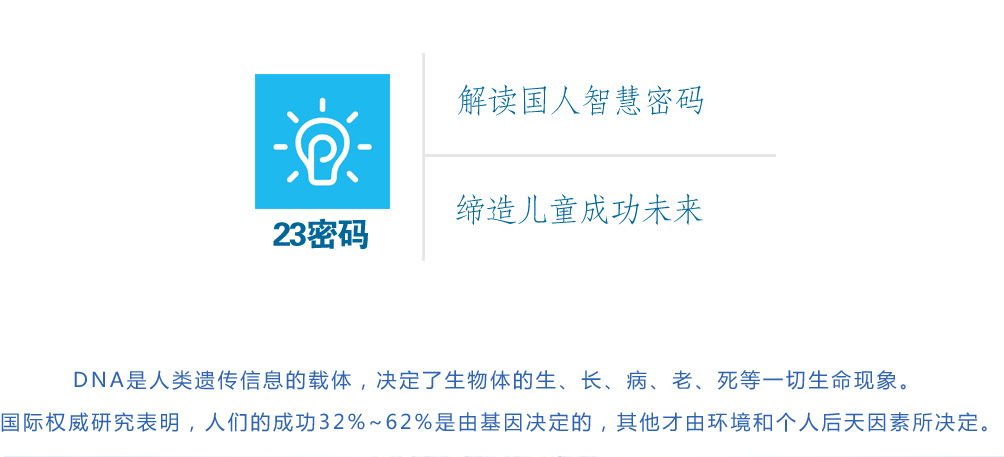 解读国人智慧密码
23密码
缔造儿童成功未来
DNA是人类遗传信息的载体，决定了生物体的生、长、病、老、死等一切生命现象。
国际权威研究表明，人们的成功32%~62%是由基因决定的，其他才由环境和个人后天因素所决定。